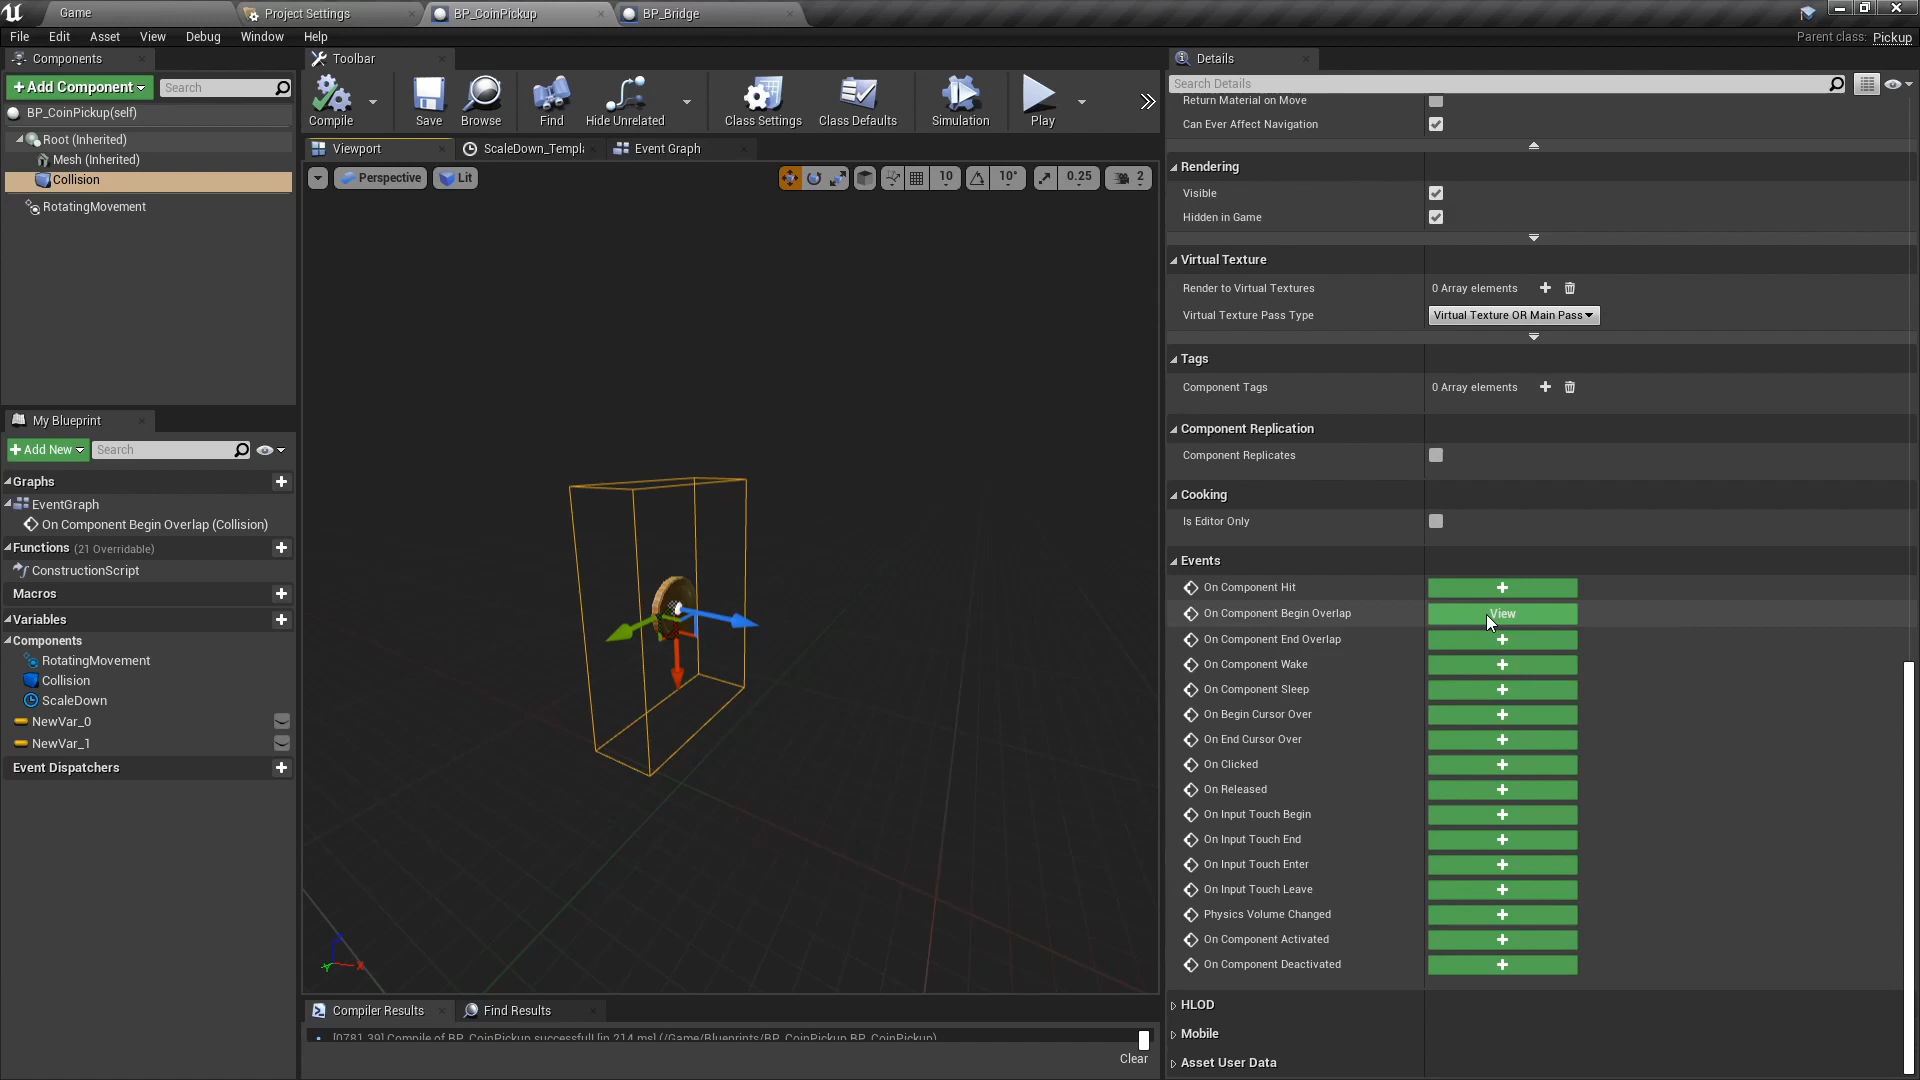 Game
Project Settings
BP_CoinPickup
BP_Bridge
File Edit Asset View Debug Window Help
Parent class: Pickup
Components
Toolbar
Details
+Add Component
Search
Search Details
BP_CoinPickup(self)
Root (Inherited)
Mesh (Inherited)
Collision
RotatingMovement
Compile
Save
Browse
Find
Hide Unrelated
Class Settings
Class Defaults
Simulation
Play
Viewport
ScaleDown_Templ
Event Graph
Perspective
Lit
10
10°
0.25
2
Return Material on Move
Can Ever Affect Navigation
Rendering
Visible
Hidden in Game
Virtual Texture
Render to Virtual Textures 0 Array elements
Virtual Texture Pass Type Virtual Texture OR Main Pass
Tags
Component Tags 0 Array elements
Component Replication
Component Replicates
Cooking
Is Editor Only
Events
On Component Hit
On Component Begin Overlap View
On Component End Overlap
On Component Wake
On Component Sleep
On Begin Cursor Over
On End Cursor Over
On Clicked
On Released
On Input Touch Begin
On Input Touch End
On Input Touch Enter
On Input Touch Leave
Physics Volume Changed
On Component Activated
On Component Deactivated
HLOD
Mobile
Asset User Data
My Blueprint
+Add New
Search
Graphs
EventGraph
On Component Begin Overlap (Collision)
Functions (21 Overridable)
ConstructionScript
Macros
Variables
Components
RotatingMovement
Collision
ScaleDown
NewVar_0
NewVar_1
Event Dispatchers
Compiler Results
Find Results
[0781.39] Compile of BP_CoinPickup successful! [in 214 ms] (/Game/Blueprints/BP_CoinPickup.BP_CoinPickup)
Clear